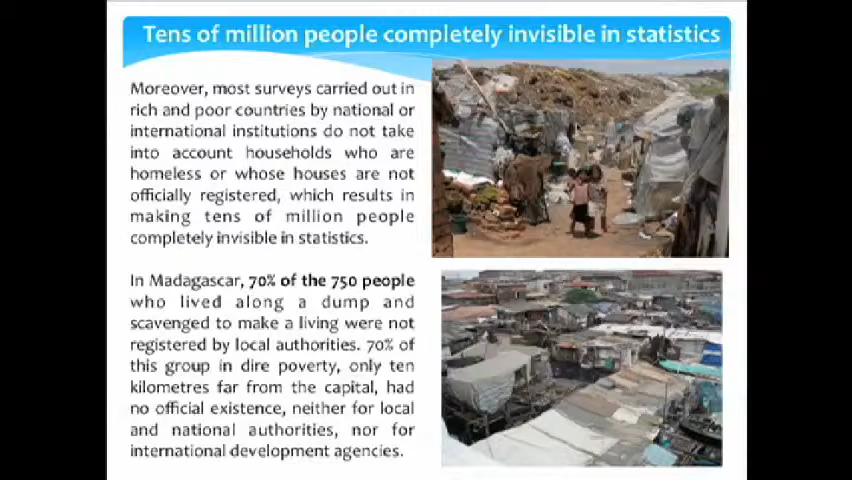 Tens of million people completely invisible in statistics
Moreover, most surveys carried out in
rich and poor countries by national or
international institutions do not take
into account households who are
homeless or whose houses are not
officially registered, which results in
making tens of million people
completely invisible in statistics.
In Madagascar, 70% of the 750 people
who lived along a dump and
scavenged to make a living were not
registered by local authorities. 70% of
this group in dire poverty, only ten
kilometres far from the capital, had
no official existence, neither for local
and national authorities, nor for
international development agencies.